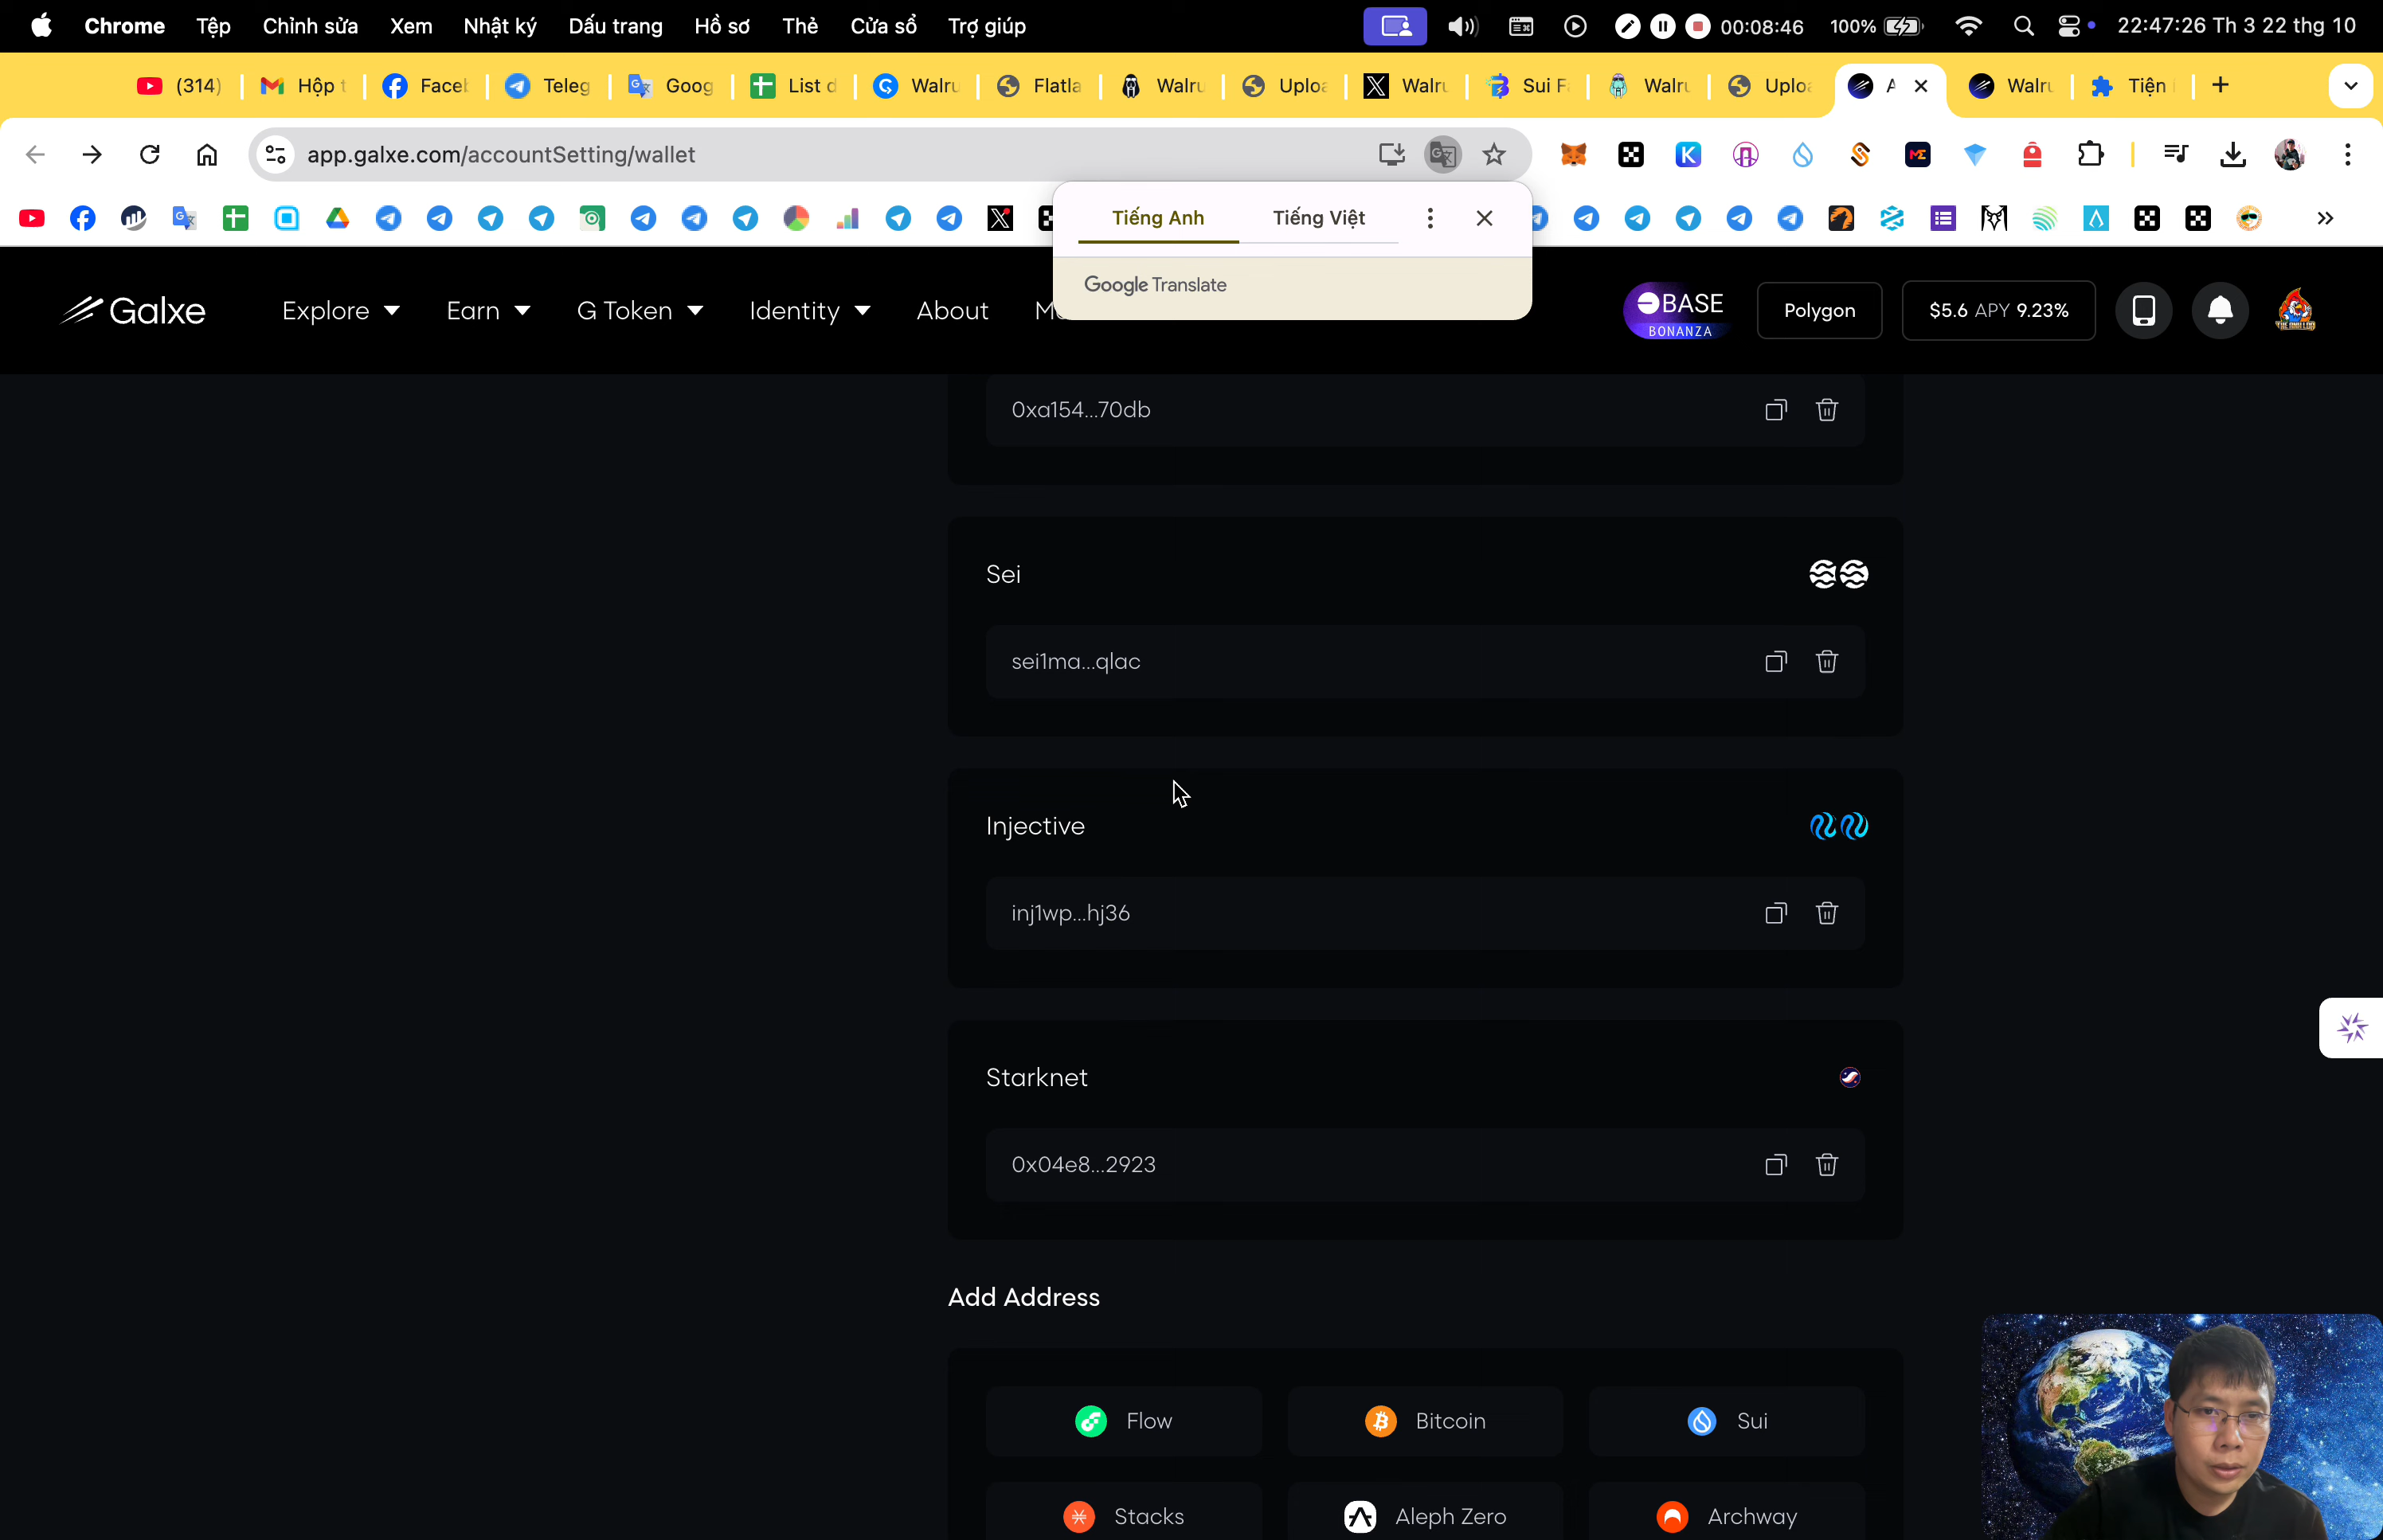 Chrome Tệp Chỉnh sửa Xem Nhật ký Dấu trang Hồ sơ Thẻ Cửa sổ Trợ giúp 00:08:46 100% 22:47:26 Th 3 22 thg 10
(314) Hộp t Faceb Teleg Goog List d Walru Flatla Walru Uploa Walru Sui Fa Walru Uploa A Walru Tiện
app.galxe.com/accountSetting/wallet
Tiếng Anh Tiếng Việt
Google Translate
Galxe Explore Earn G Token Identity About BASE BONANZA Polygon $5.6 APY 9.23%
0xa154...70db
Sei
sei1ma...qlac
Injective
inj1wp...hj36
Starknet
0x04e8...2923
Add Address
Flow Bitcoin Sui
Stacks Aleph Zero Archway